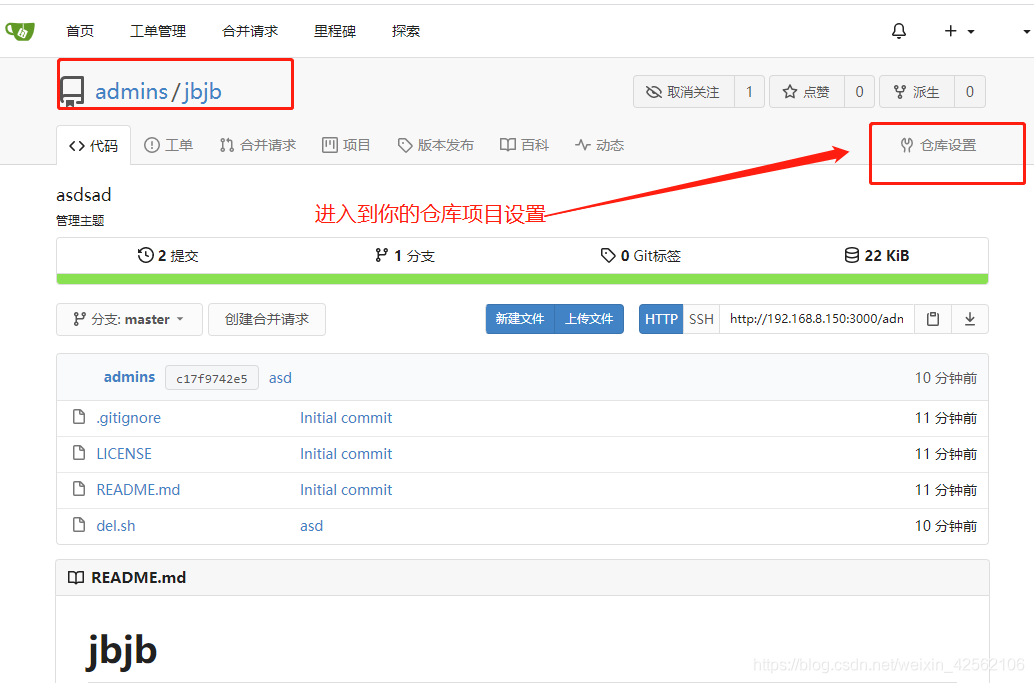 首页 工单管理 合并请求 里程碑 探索
admins/jbjb 取消关注 1 点赞 0 派生 0
代码 工单 合并请求 项目 版本发布 百科 动态 仓库设置
asdsad
进入到你的仓库项目设置
管理主题
2 提交 1 分支 0 Git标签 22 KiB
分支: master 创建合并请求 新建文件 上传文件 HTTP SSH http://192.168.8.150:3000/adn
admins c17f9742e5 asd 10 分钟前
.gitignore Initial commit 11 分钟前
LICENSE Initial commit 11 分钟前
README.md Initial commit 11 分钟前
del.sh asd 10 分钟前
README.md
jbjb
https://blog.csdn.net/weixin_42562106